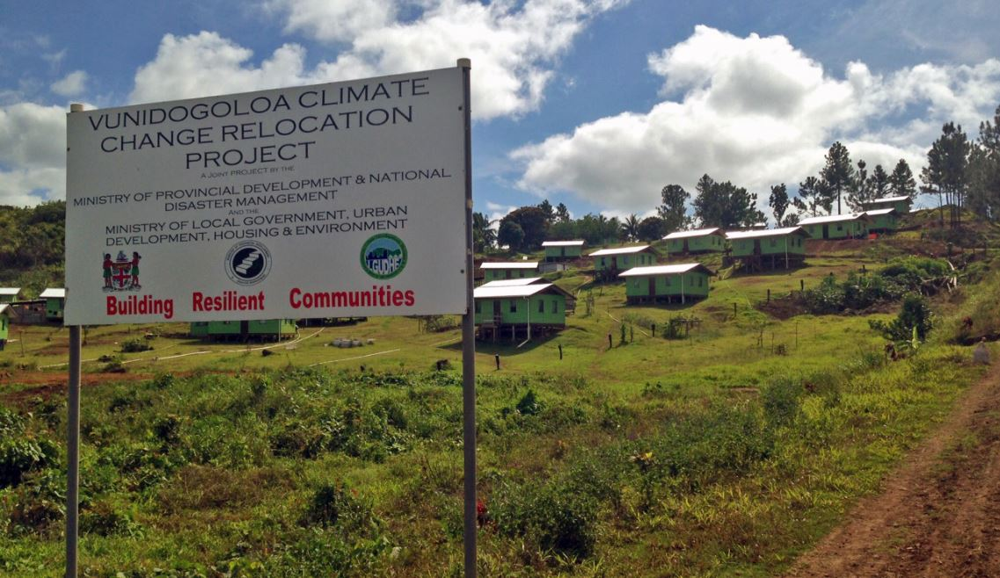 VUNIDOGOLOA CLIMATE
CHANGE RELOCATION
PROJECT
A JOINT PROJECT BY THE
MINISTRY OF PROVINCIAL DEVELOPMENT & NATIONAL
DISASTER MANAGEMENT
AND THE
MINISTRY OF LOCAL GOVERNMENT, URBAN
DEVELOPMENT, HOUSING & ENVIRONMENT
LGUDHE
Building Resilient Communities